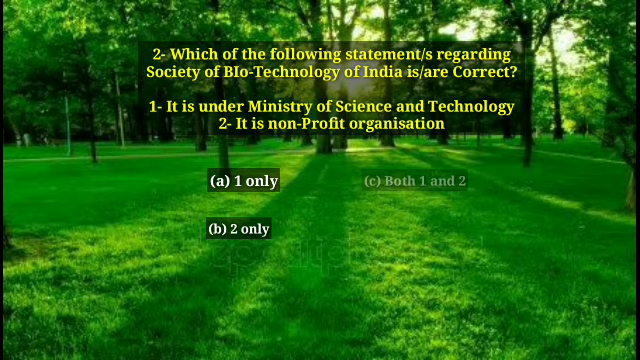 2- Which of the following statement/s regarding
Society of BIo-Technology of India is/are Correct?
1- It is under Ministry of Science and Technology
2- It is non-Profit organisation
(a) 1 only
(c) Both 1 and 2
(b) 2 only